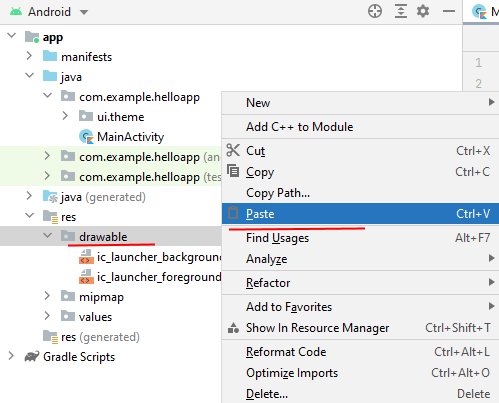 Android
M
app
manifests
java
com.example.helloapp
ui.theme
MainActivity
com.example.helloapp (an
com.example.helloapp (tes
java (generated)
res
drawable
ic_launcher_background
ic_launcher_foreground
mipmap
values
res (generated)
Gradle Scripts
New
Add C++ to Module
Cut Ctrl+X
Copy Ctrl+C
Copy Path...
Paste Ctrl+V
Find Usages Alt+F7
Analyze
Refactor
Add to Favorites
Show In Resource Manager Ctrl+Shift+T
Reformat Code Ctrl+Alt+L
Optimize Imports Ctrl+Alt+O
Delete... Delete
1
2